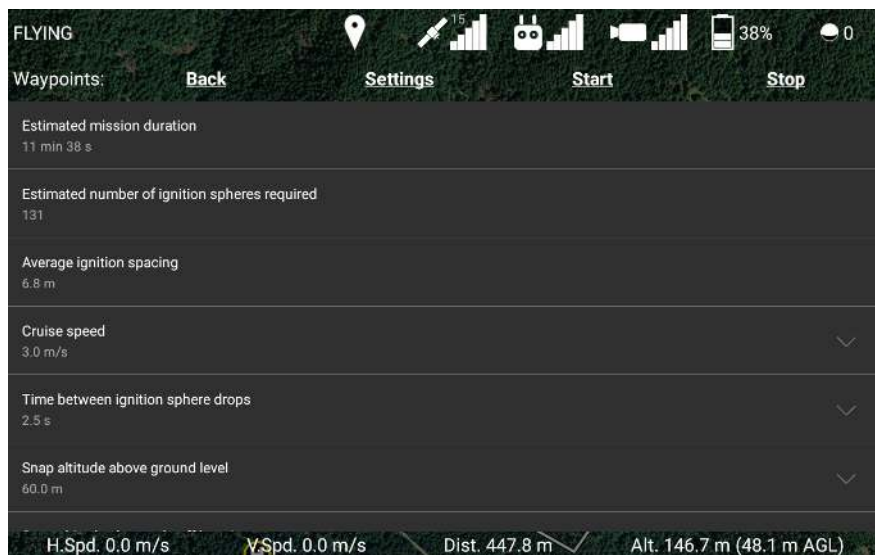 FLYING
15
38%
0
Waypoints:
Back
Settings
Start
Stop
Estimated mission duration
11 min 38 s
Estimated number of ignition spheres required
131
Average ignition spacing
6.8 m
Cruise speed
3.0 m/s
Time between ignition sphere drops
2.5 s
Snap altitude above ground level
60.0 m
H.Spd. 0.0 m/s
V.Spd. 0.0 m/s
Dist. 447.8 m
Alt. 146.7 m (48.1 m AGL)